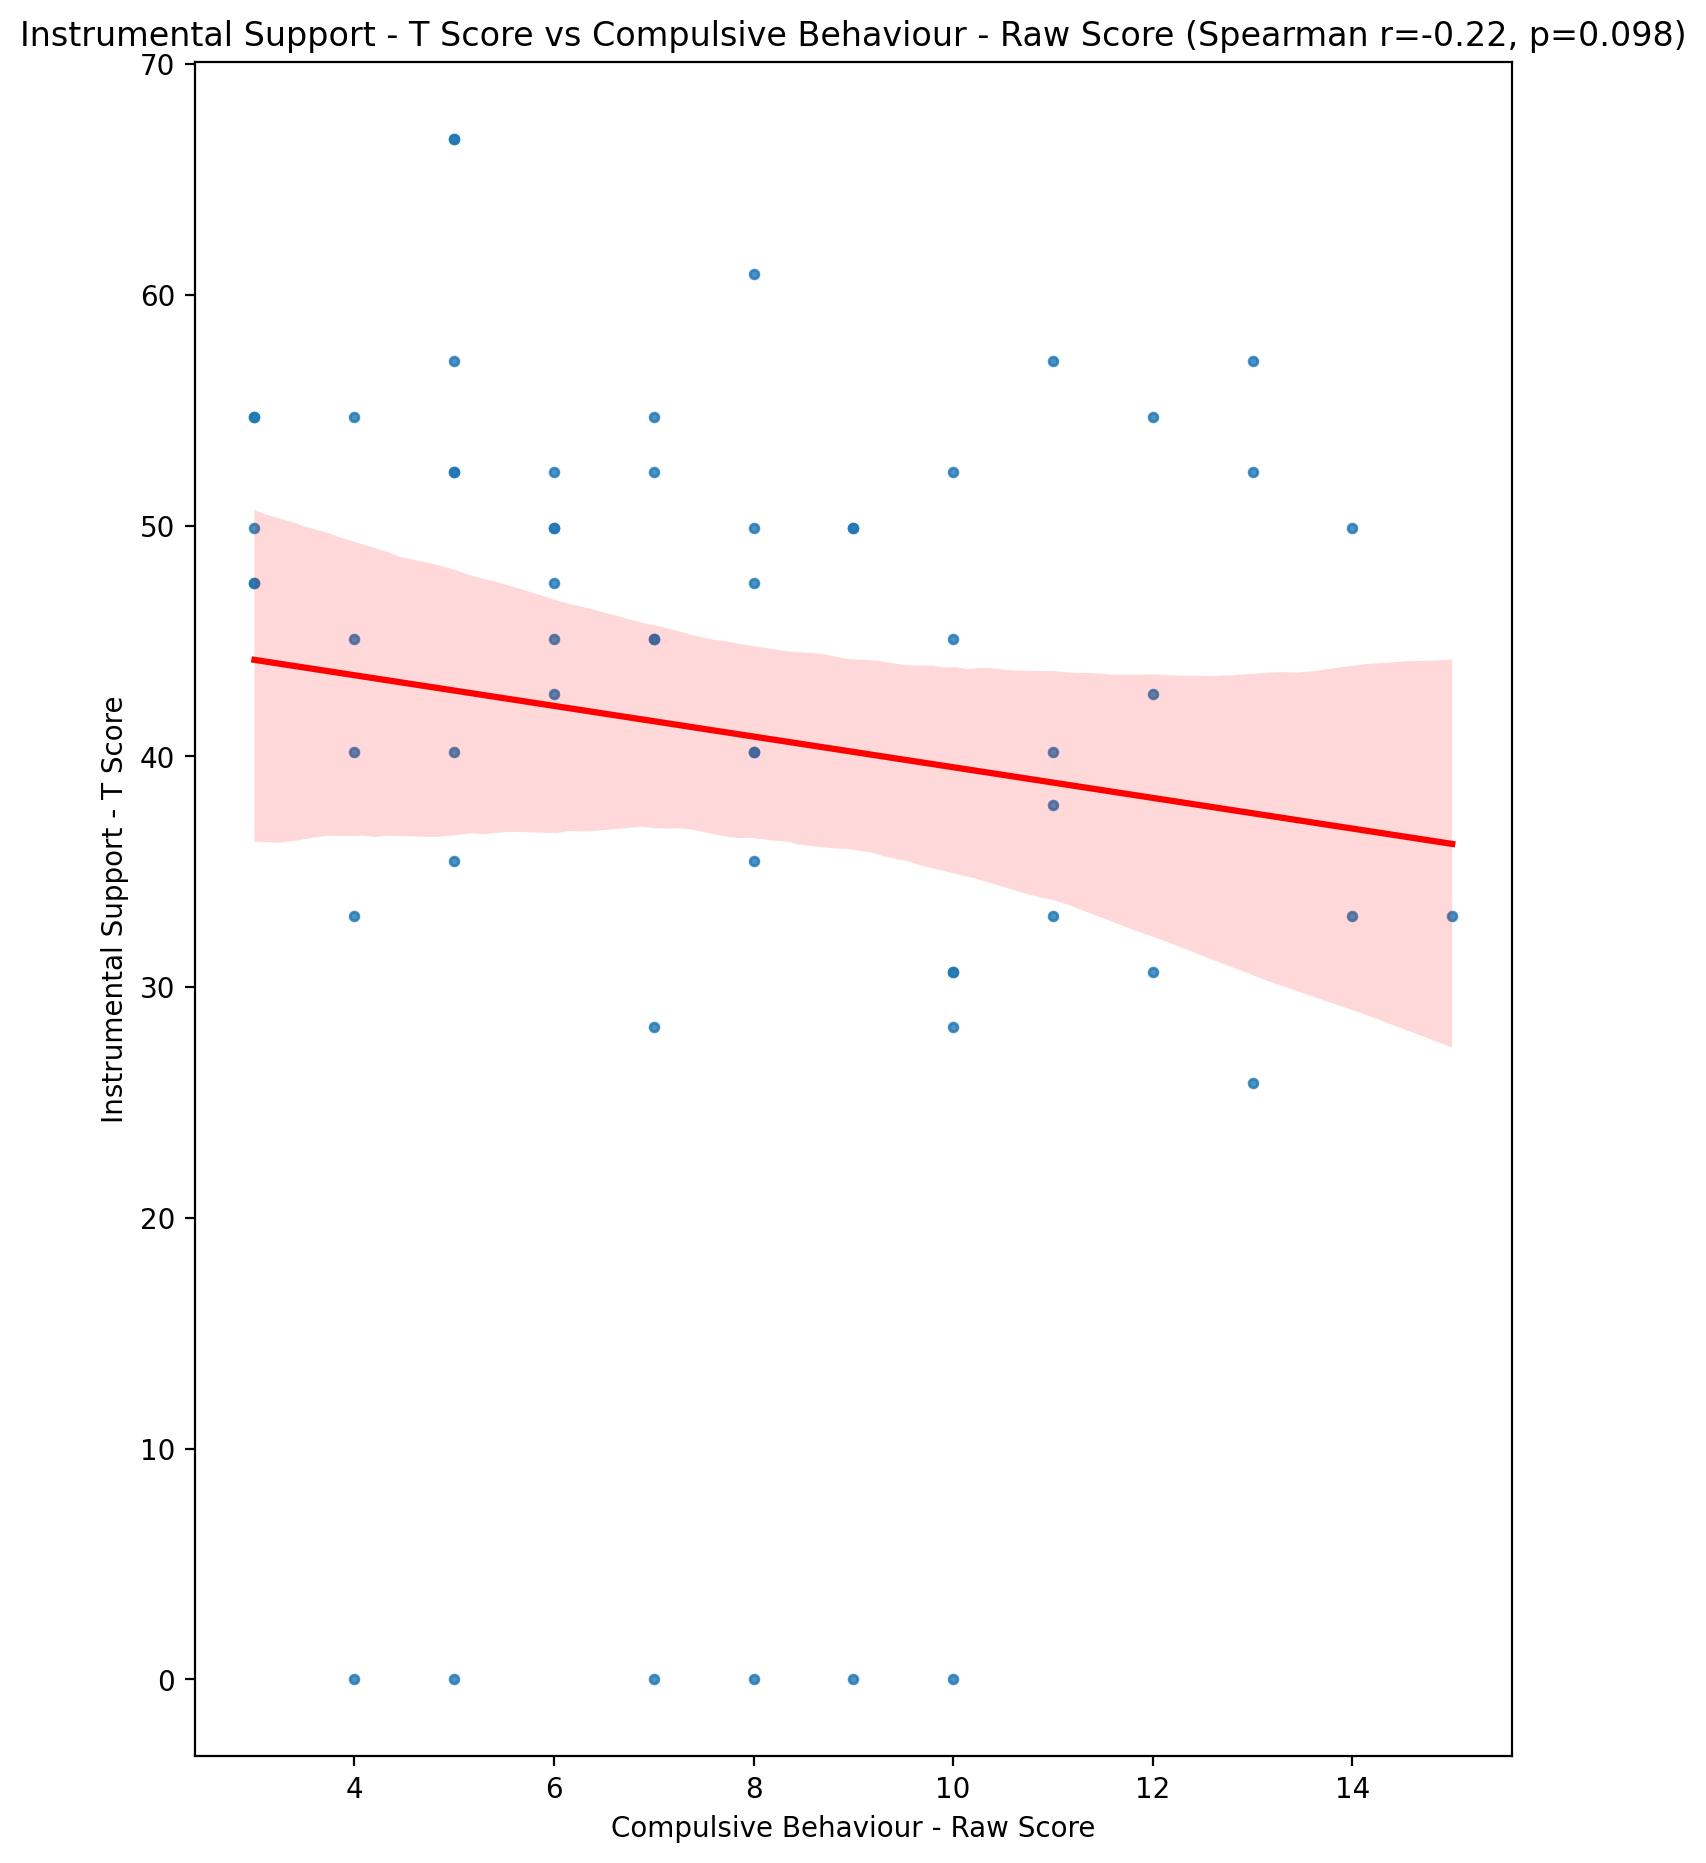 Instrumental Support - T Score vs Compulsive Behaviour - Raw Score (Spearman r=-0.22, p=0.098)
70
60
50
40
30
20
10
0
Instrumental Support - T Score
4 6 8 10 12 14
Compulsive Behaviour - Raw Score